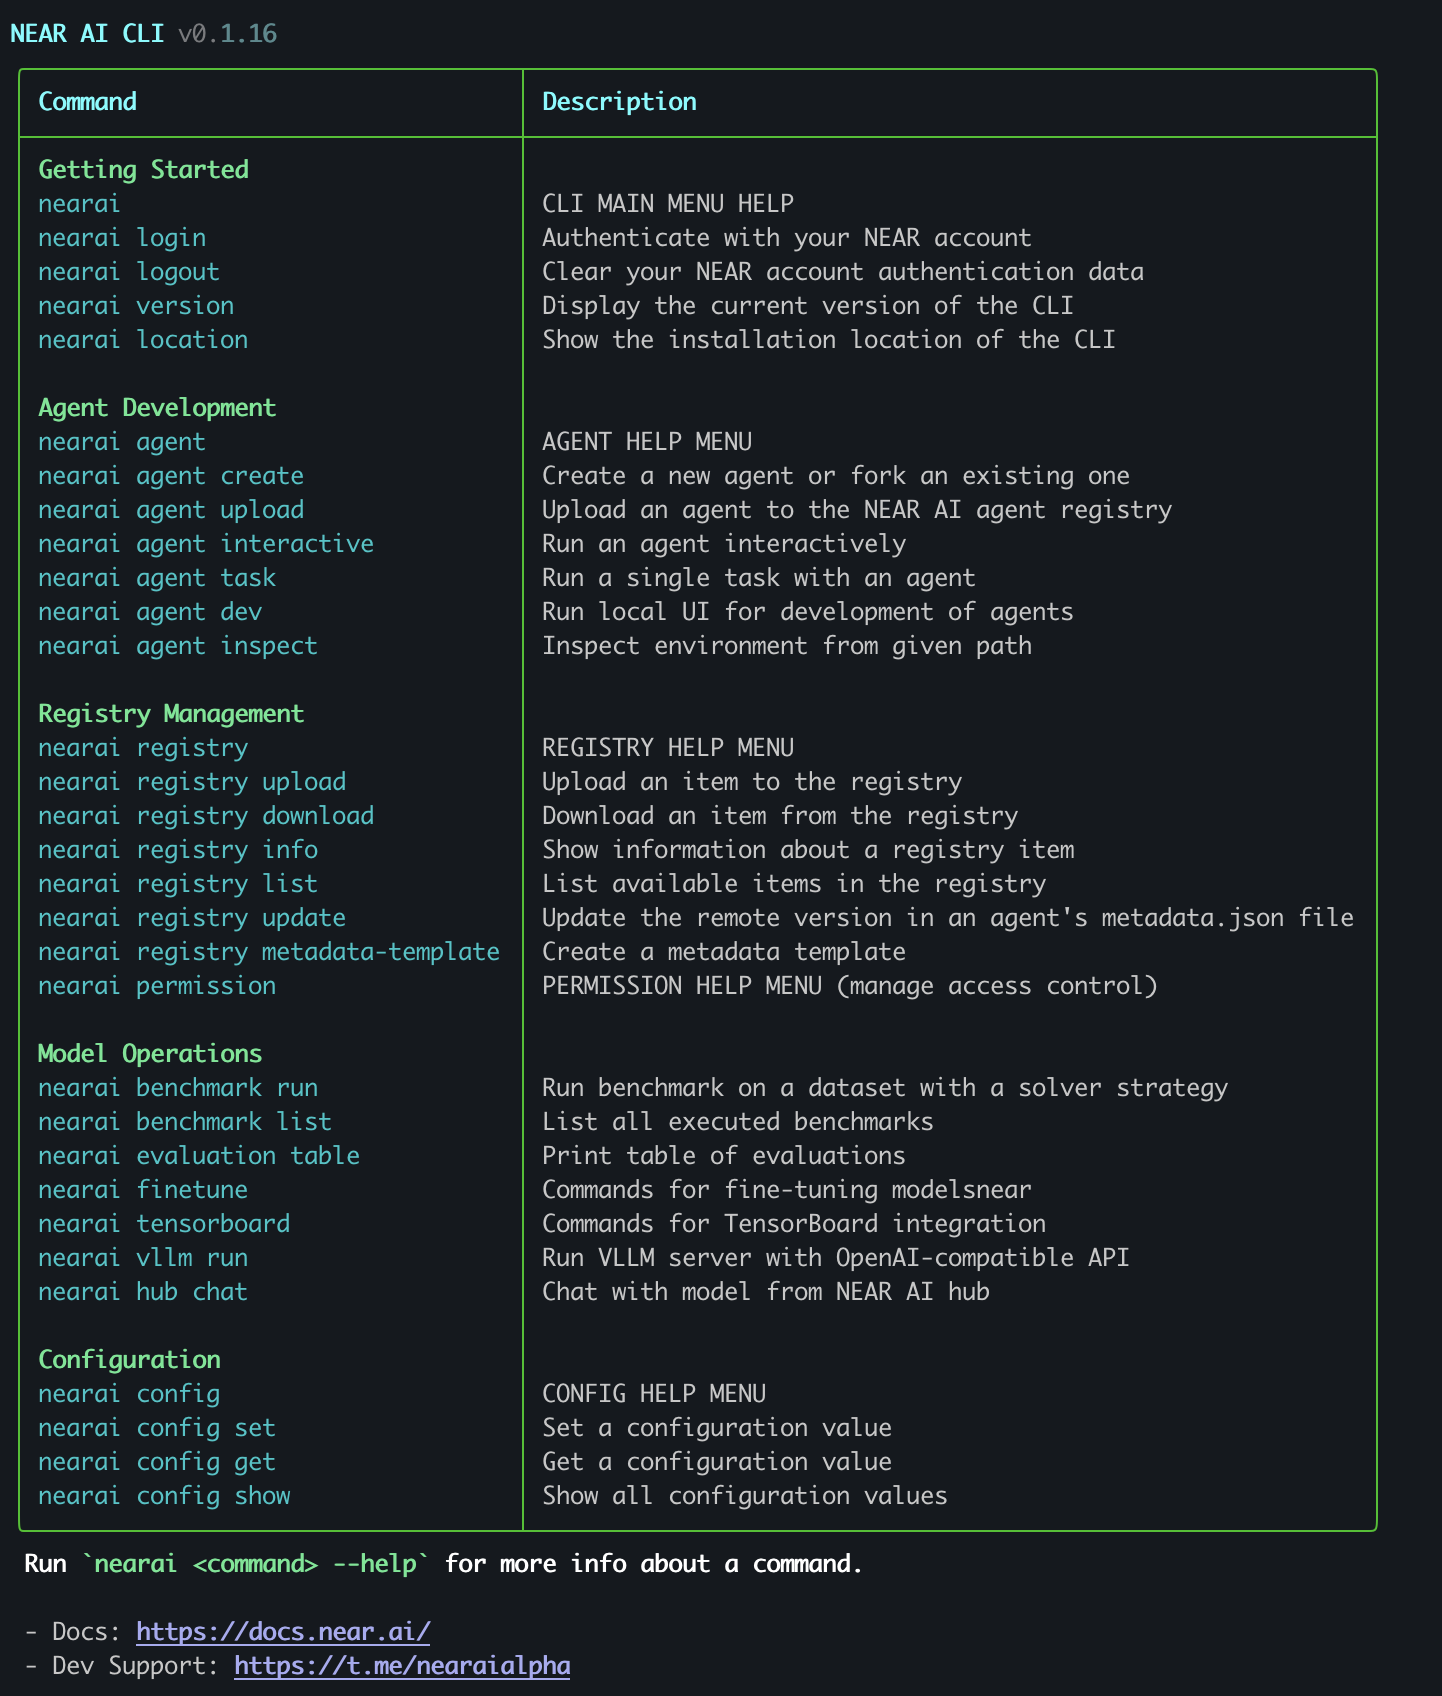 NEAR AI CLI v0.1.16
Command Description
Getting Started
nearai CLI MAIN MENU HELP
nearai login Authenticate with your NEAR account
nearai logout Clear your NEAR account authentication data
nearai version Display the current version of the CLI
nearai location Show the installation location of the CLI
Agent Development
nearai agent AGENT HELP MENU
nearai agent create Create a new agent or fork an existing one
nearai agent upload Upload an agent to the NEAR AI agent registry
nearai agent interactive Run an agent interactively
nearai agent task Run a single task with an agent
nearai agent dev Run local UI for development of agents
nearai agent inspect Inspect environment from given path
Registry Management
nearai registry REGISTRY HELP MENU
nearai registry upload Upload an item to the registry
nearai registry download Download an item from the registry
nearai registry info Show information about a registry item
nearai registry list List available items in the registry
nearai registry update Update the remote version in an agent's metadata.json file
nearai registry metadata-template Create a metadata template
nearai permission PERMISSION HELP MENU (manage access control)
Model Operations
nearai benchmark run Run benchmark on a dataset with a solver strategy
nearai benchmark list List all executed benchmarks
nearai evaluation table Print table of evaluations
nearai finetune Commands for fine-tuning modelsnear
nearai tensorboard Commands for TensorBoard integration
nearai vllm run Run VLLM server with OpenAI-compatible API
nearai hub chat Chat with model from NEAR AI hub
Configuration
nearai config CONFIG HELP MENU
nearai config set Set a configuration value
nearai config get Get a configuration value
nearai config show Show all configuration values
Run `nearai <command> --help` for more info about a command.
- Docs: https://docs.near.ai/
- Dev Support: https://t.me/nearaialpha